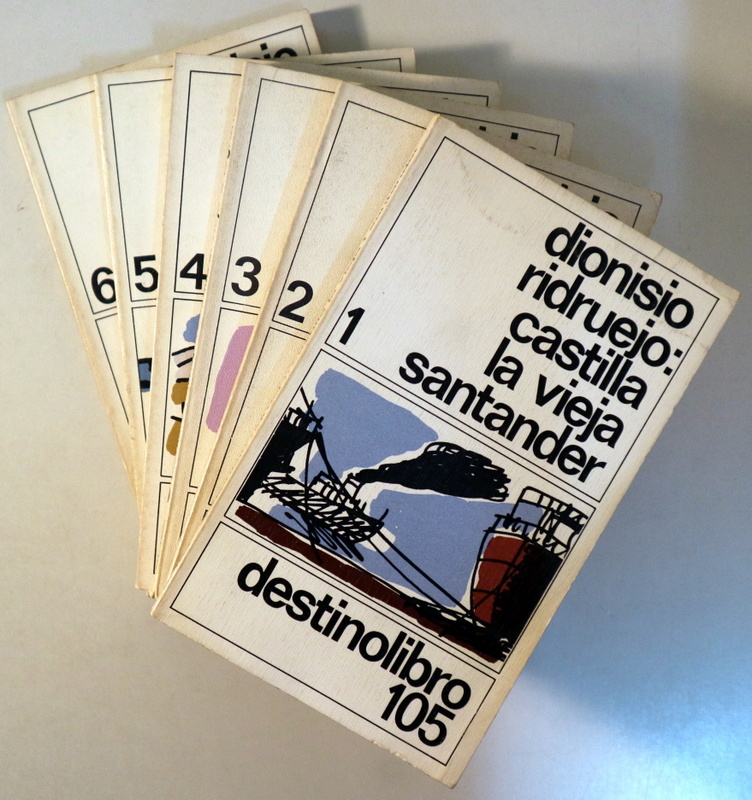 dionisio
ridruejo:
castilla
la vieja
santander
1
destinolibro
105
2
3
4
5
6